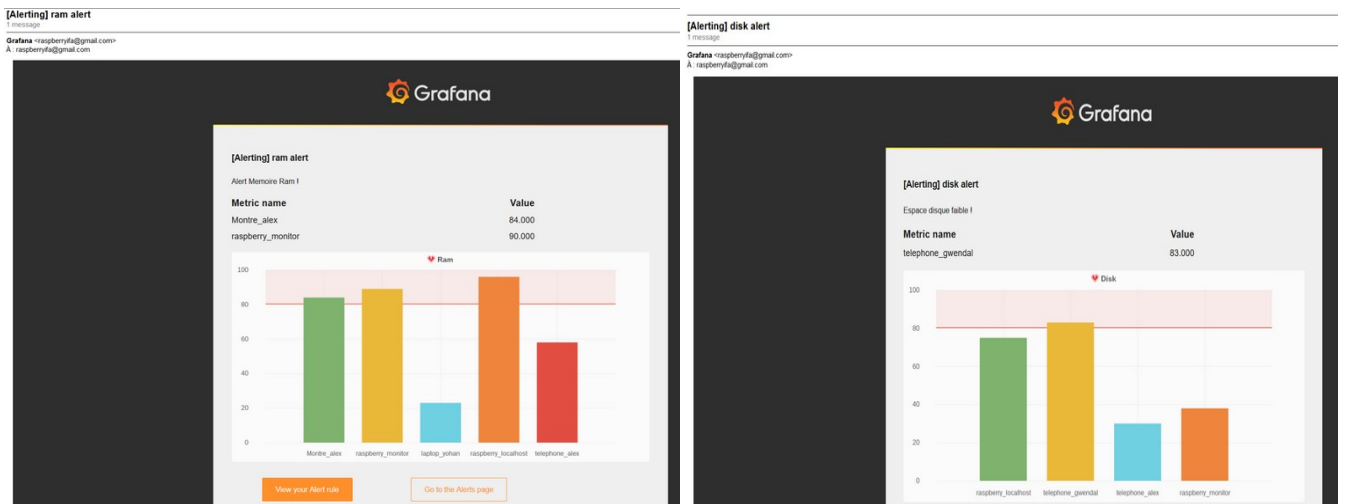 [Alerting] ram alert
1 message
Grafana <raspberryifa@gmail.com>
À : raspberryifa@gmail.com
Grafana
[Alerting] ram alert
Alert Memoire Ram !
Metric name Value
Montre_alex 84.000
raspberry_monitor 90.000
Ram
100
80
60
40
20
0
Montre_alex raspberry_monitor laptop_yohan raspberry_localhost telephone_alex
View your Alert rule Go to the Alerts page
[Alerting] disk alert
1 message
Grafana <raspberryifa@gmail.com>
À : raspberryifa@gmail.com
Grafana
[Alerting] disk alert
Espace disque faible !
Metric name Value
telephone_gwendal 83.000
Disk
100
80
60
40
20
0
raspberry_localhost telephone_gwendal telephone_alex raspberry_monitor